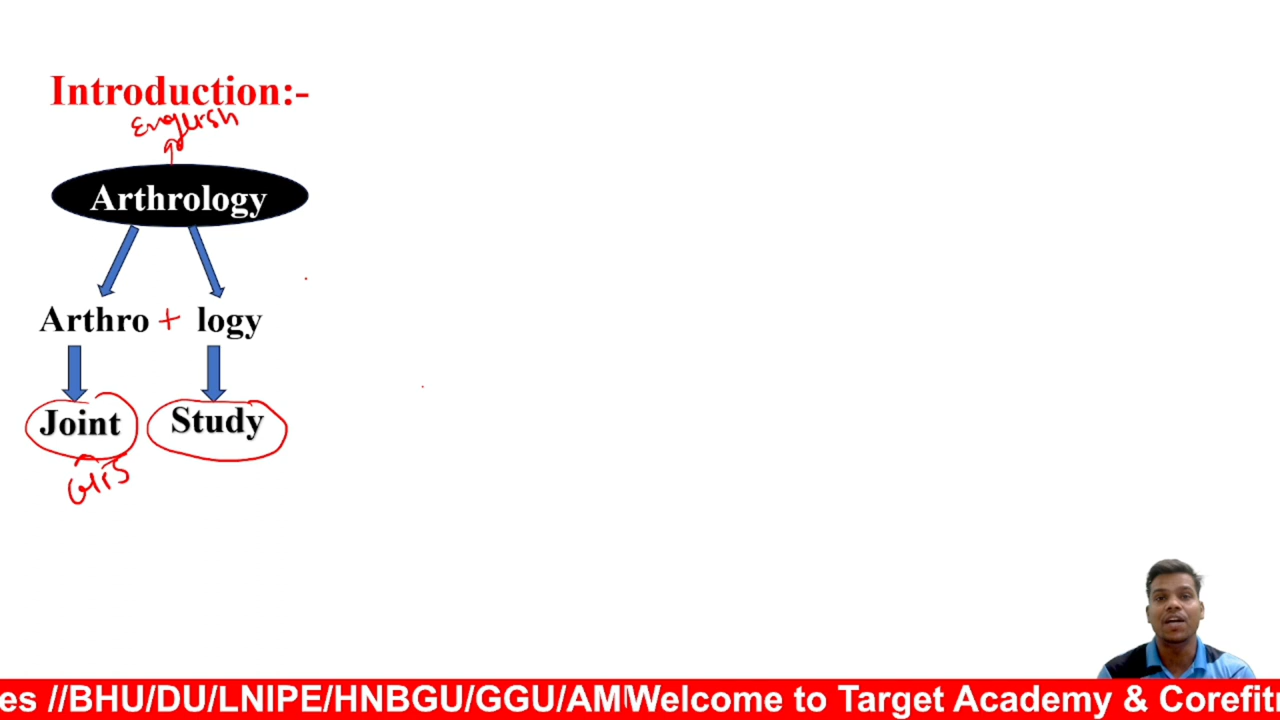 Introduction:-
English
Arthrology
Arthro + logy
Joint Study
es //BHU/DU/LNIPE/HNBGU/GGU/AM Welcome to Target Academy & Corefit